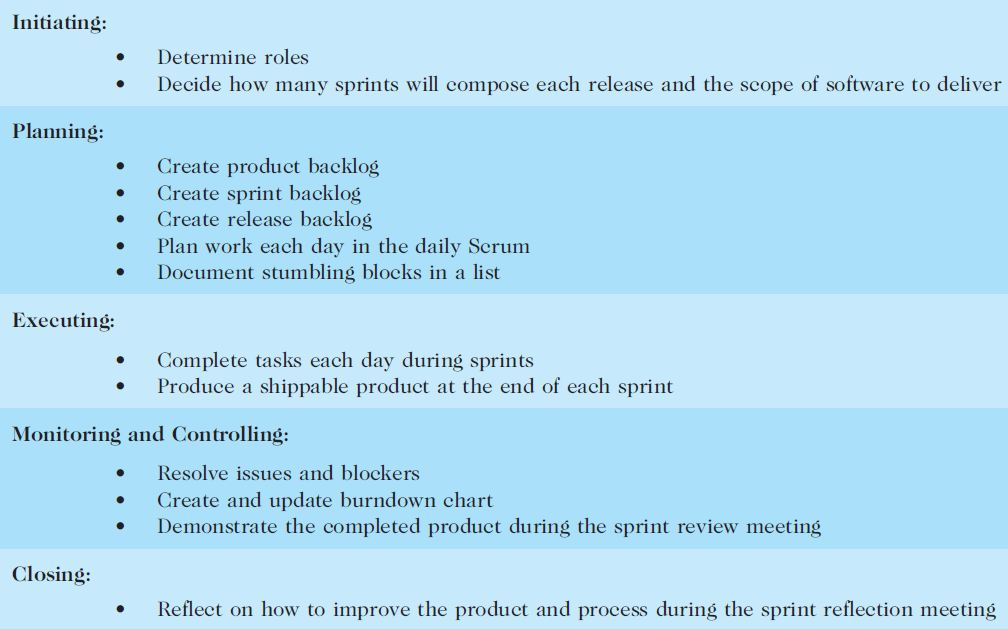 Initiating:
• Determine roles
• Decide how many sprints will compose each release and the scope of software to deliver
Planning:
• Create product backlog
• Create sprint backlog
• Create release backlog
• Plan work each day in the daily Scrum
• Document stumbling blocks in a list
Executing:
• Complete tasks each day during sprints
• Produce a shippable product at the end of each sprint
Monitoring and Controlling:
• Resolve issues and blockers
• Create and update burndown chart
• Demonstrate the completed product during the sprint review meeting
Closing:
• Reflect on how to improve the product and process during the sprint reflection meeting